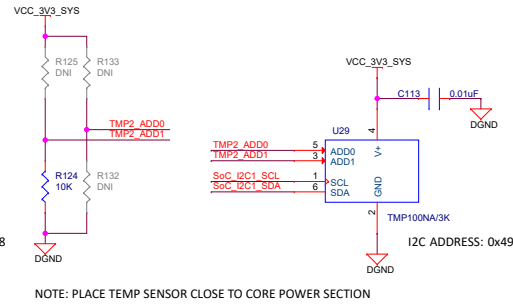 VCC_3V3_SYS
R125
DNI
R133
DNI
TMP2_ADD0
TMP2_ADD1
R124
10K
R132
DNI
8
DGND
VCC_3V3_SYS
C113
0.01uF
DGND
U29
4
V+
TMP2_ADD0
5
ADD0
TMP2_ADD1
3
ADD1
SoC_I2C1_SCL
1
SCL
SoC_I2C1_SDA
6
SDA
GND
2
TMP100NA/3K
I2C ADDRESS: 0x49
DGND
NOTE: PLACE TEMP SENSOR CLOSE TO CORE POWER SECTION